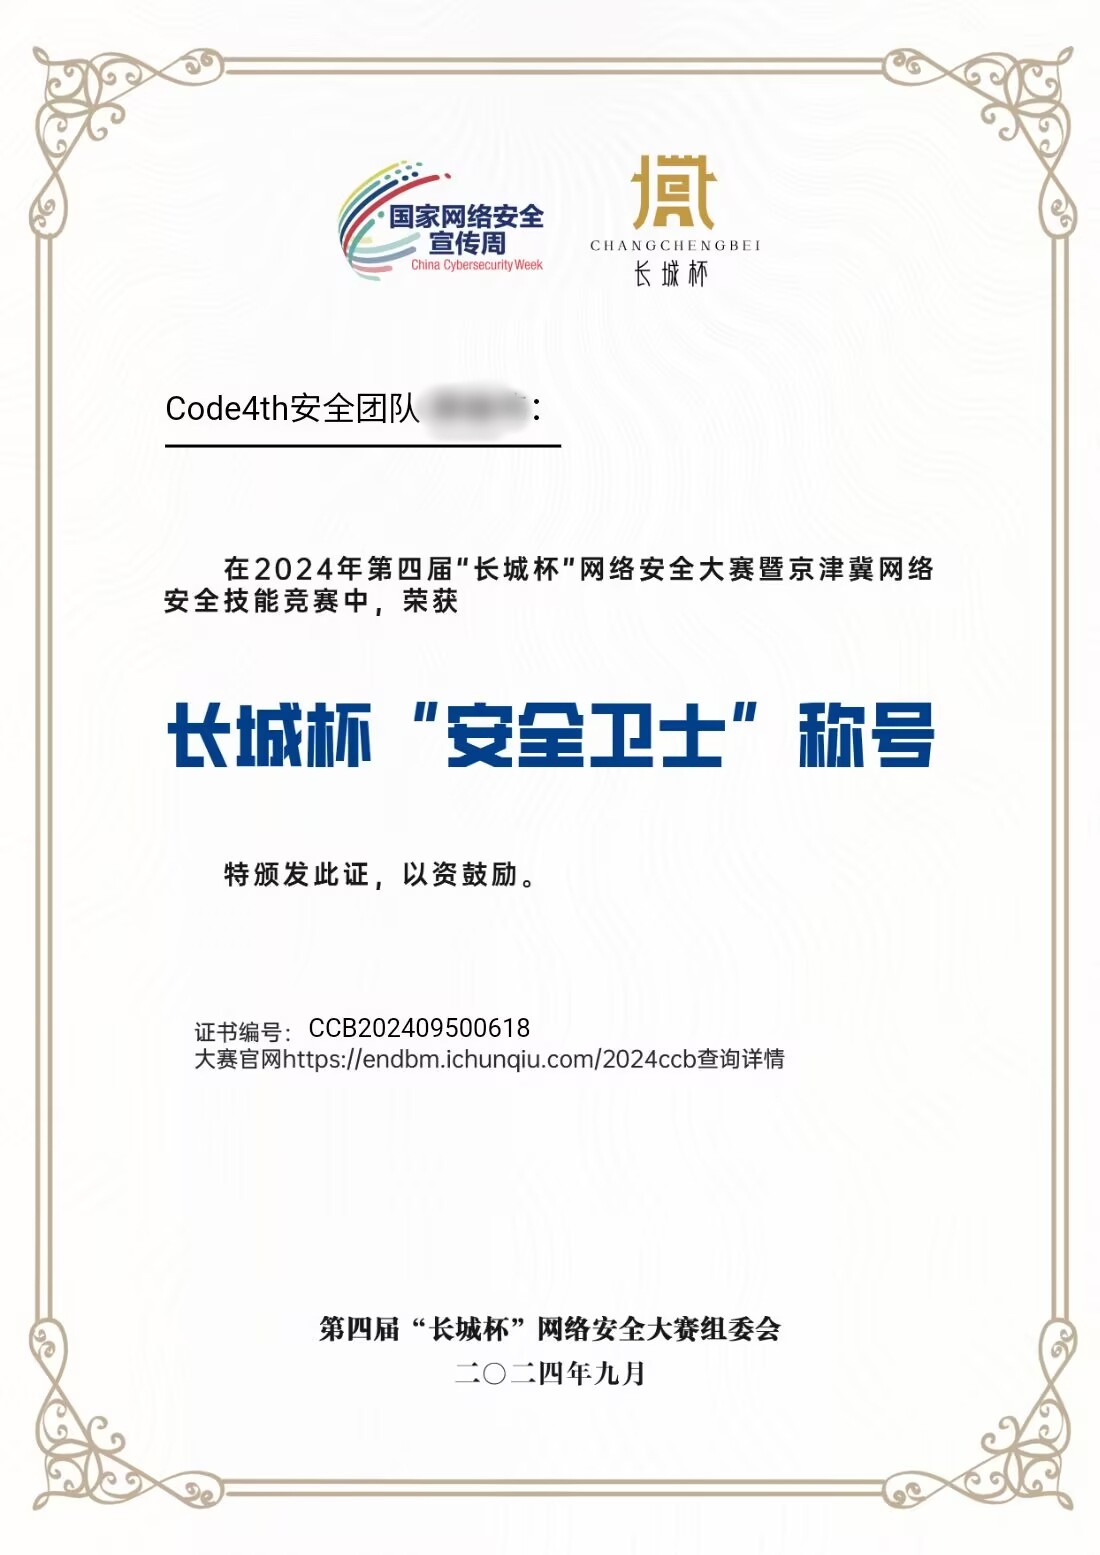 国家网络安全
宣传周
China Cybersecurity Week
CHANGCHENGBEI
长城杯
Code4th安全团队 :
在2024年第四届“长城杯”网络安全大赛暨京津冀网络
安全技能竞赛中，荣获
长城杯“安全卫士”称号
特颁发此证，以资鼓励。
证书编号： CCB202409500618
大赛官网https://endbm.ichunqiu.com/2024ccb查询详情
第四届“长城杯”网络安全大赛组委会
二〇二四年九月